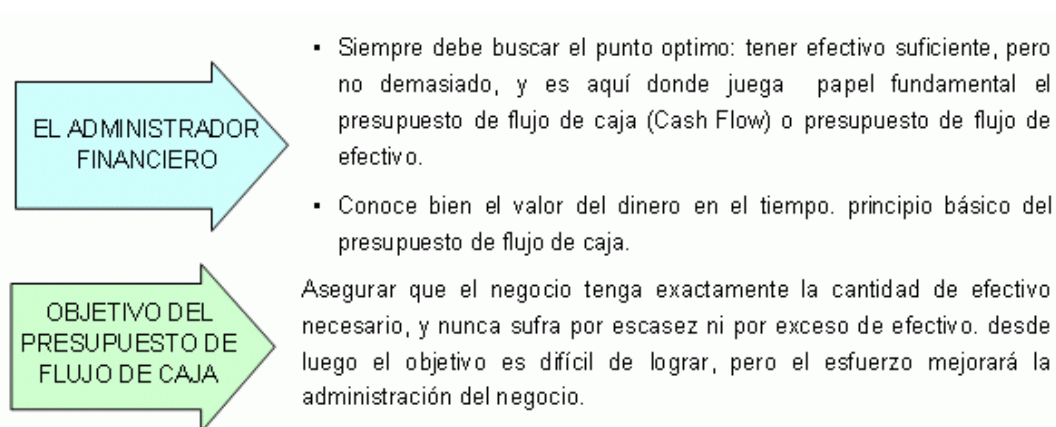 EL ADMINISTRADOR
FINANCIERO
▪ Siempre debe buscar el punto optimo: tener efectivo suficiente, pero
no demasiado, y es aquí donde juega papel fundamental el
presupuesto de flujo de caja (Cash Flow) o presupuesto de flujo de
efectivo.
▪ Conoce bien el valor del dinero en el tiempo. principio básico del
presupuesto de flujo de caja.
OBJETIVO DEL
PRESUPUESTO DE
FLUJO DE CAJA
Asegurar que el negocio tenga exactamente la cantidad de efectivo
necesario, y nunca sufra por escasez ni por exceso de efectivo. desde
luego el objetivo es difícil de lograr, pero el esfuerzo mejorará la
administración del negocio.